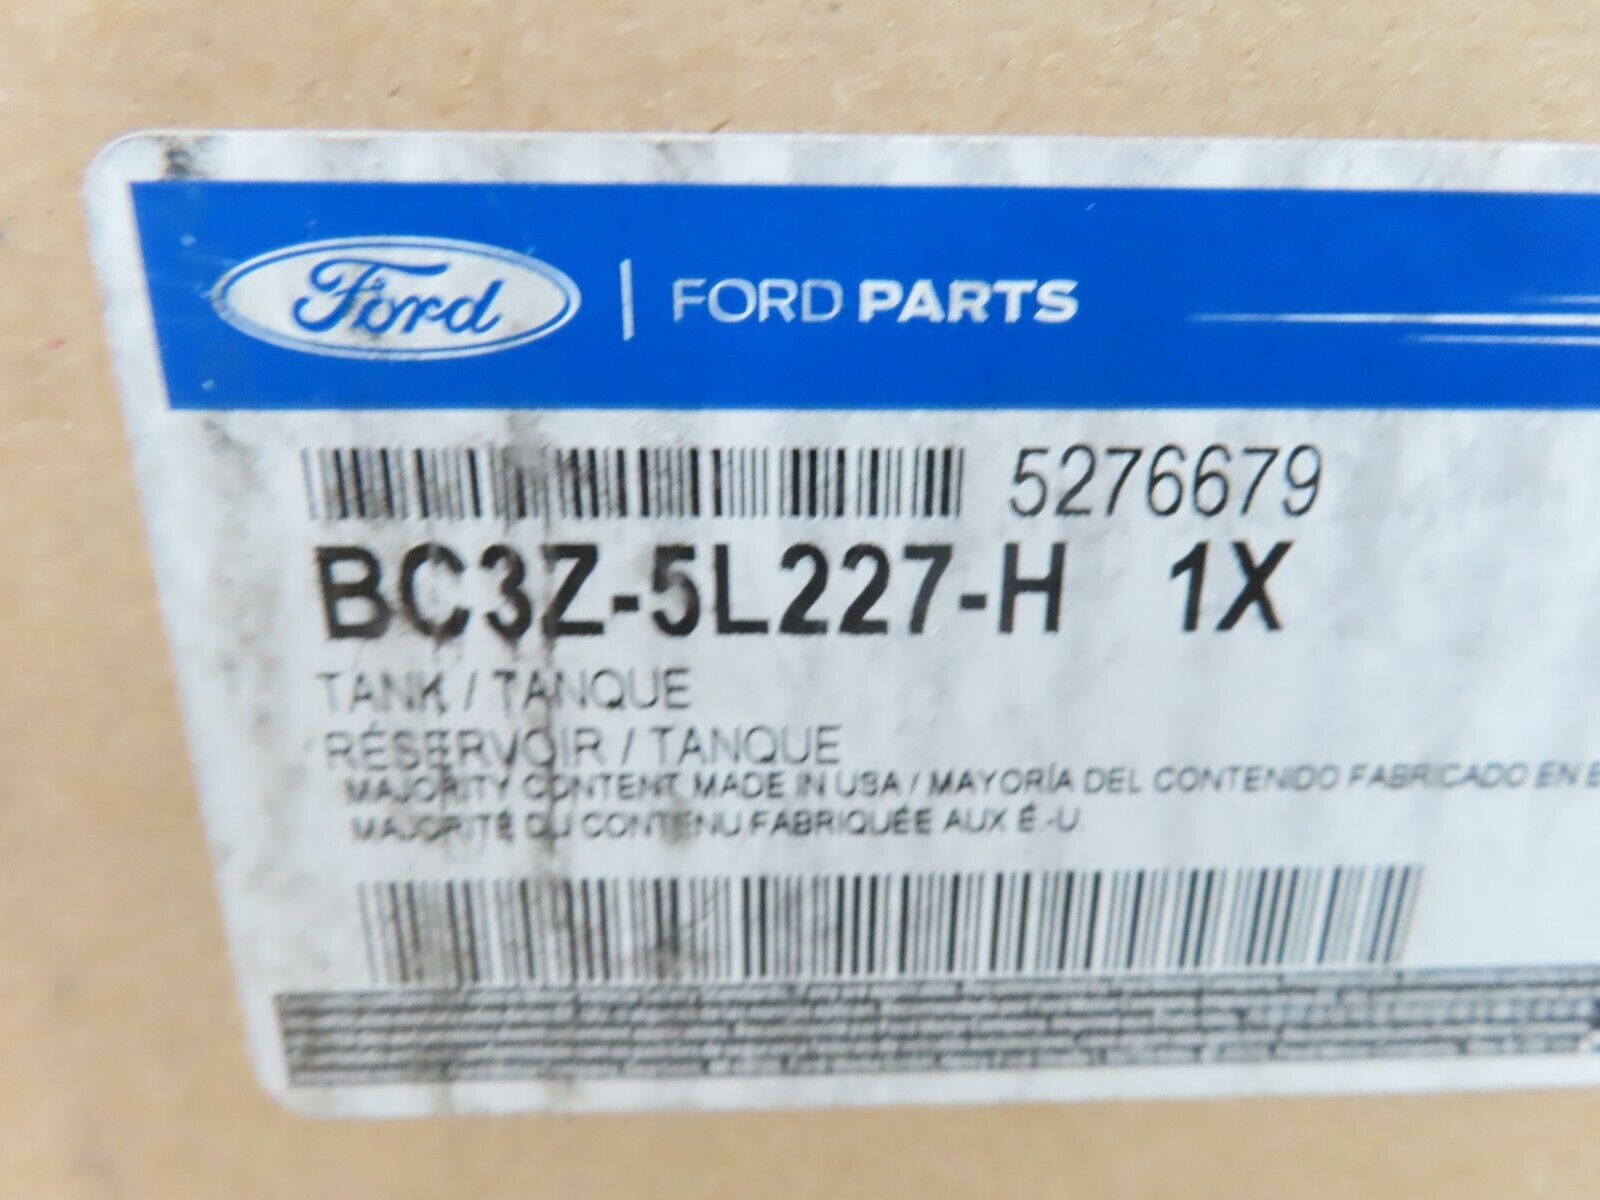 Ford | FORD PARTS
5276679
BC3Z-5L227-H 1X
TANK / TANQUE
RÉSERVOIR / TANQUE
MAJORITY CONTENT MADE IN USA / MAYORÍA DEL CONTENIDO FABRICADO EN E
MAJORITÉ DU CONTENU FABRIQUÉE AUX É.-U.